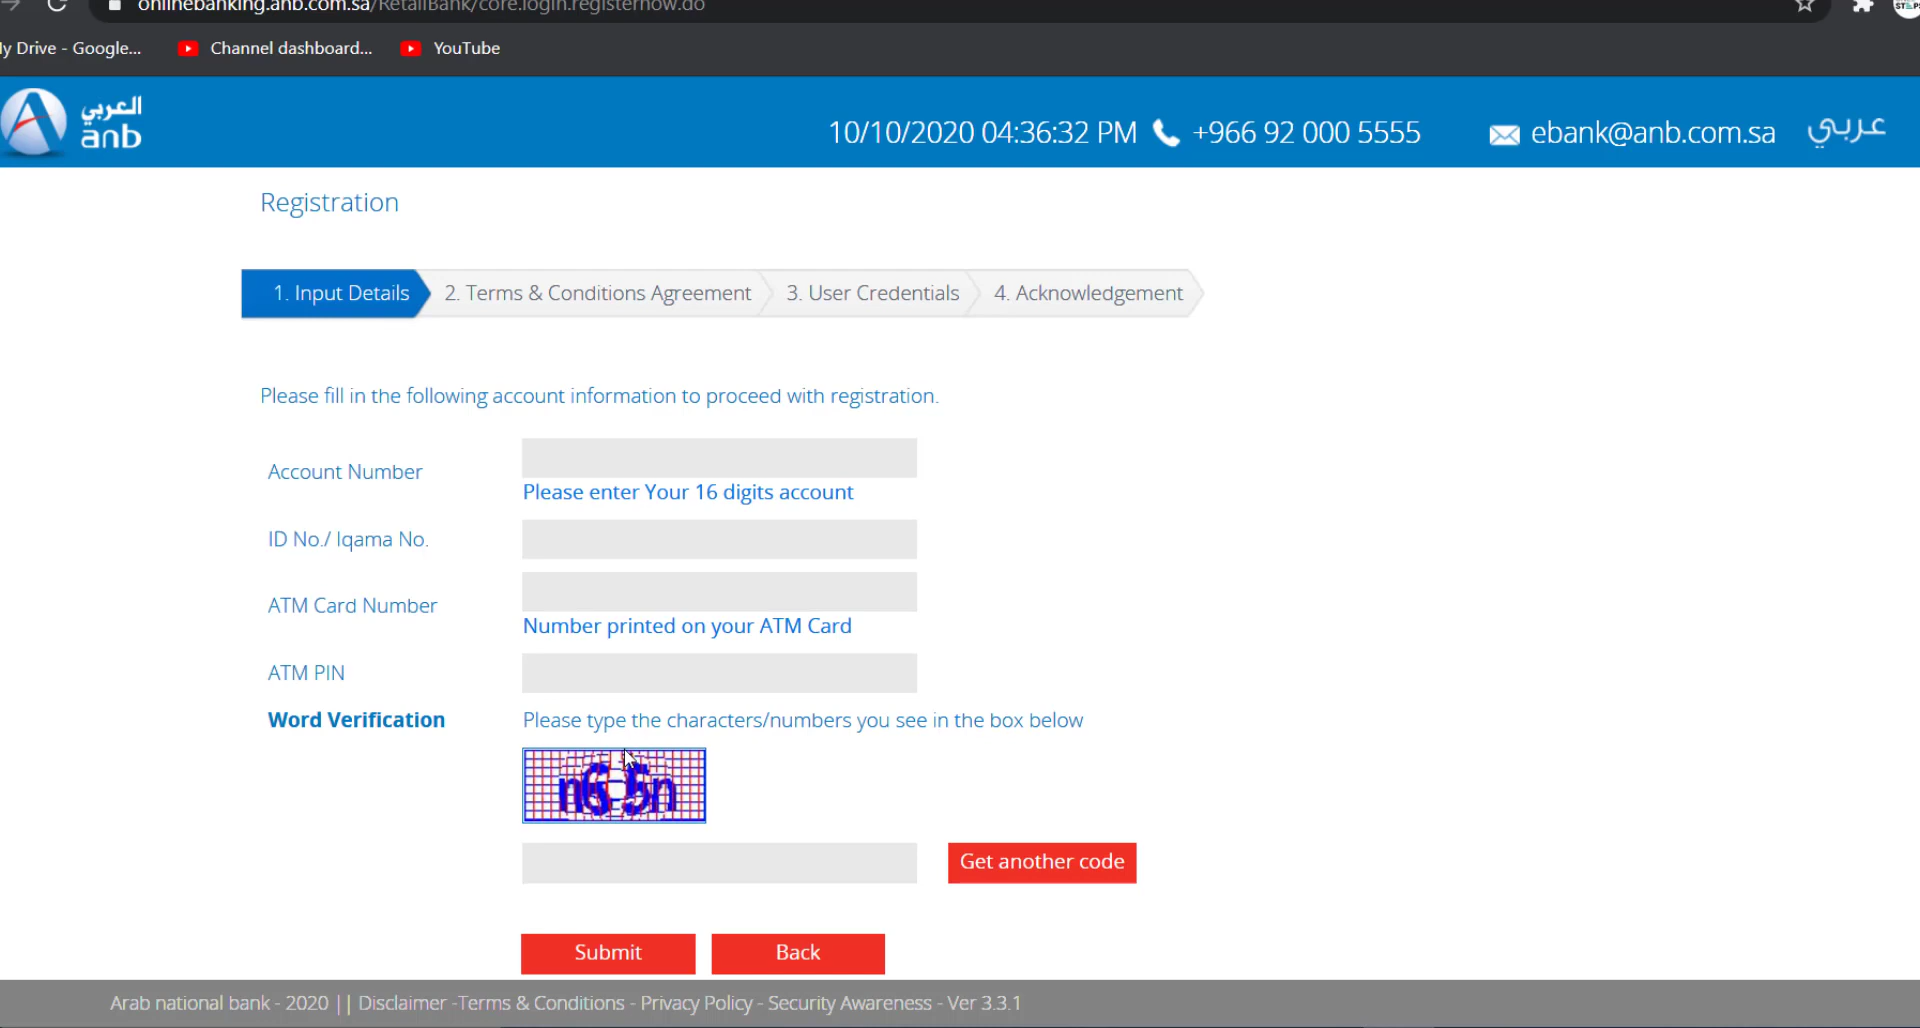 onlinebanking.anb.com.sa/RetailBank/core.login.registernow.do
My Drive - Google... Channel dashboard... YouTube
العربي
anb
10/10/2020 04:36:32 PM +966 92 000 5555 ebank@anb.com.sa عربي
Registration
1. Input Details 2. Terms & Conditions Agreement 3. User Credentials 4. Acknowledgement
Please fill in the following account information to proceed with registration.
Account Number
Please enter Your 16 digits account
ID No./ Iqama No.
ATM Card Number
Number printed on your ATM Card
ATM PIN
Word Verification Please type the characters/numbers you see in the box below
Get another code
Submit Back
Arab national bank - 2020 || Disclaimer -Terms & Conditions - Privacy Policy - Security Awareness - Ver 3.3.1